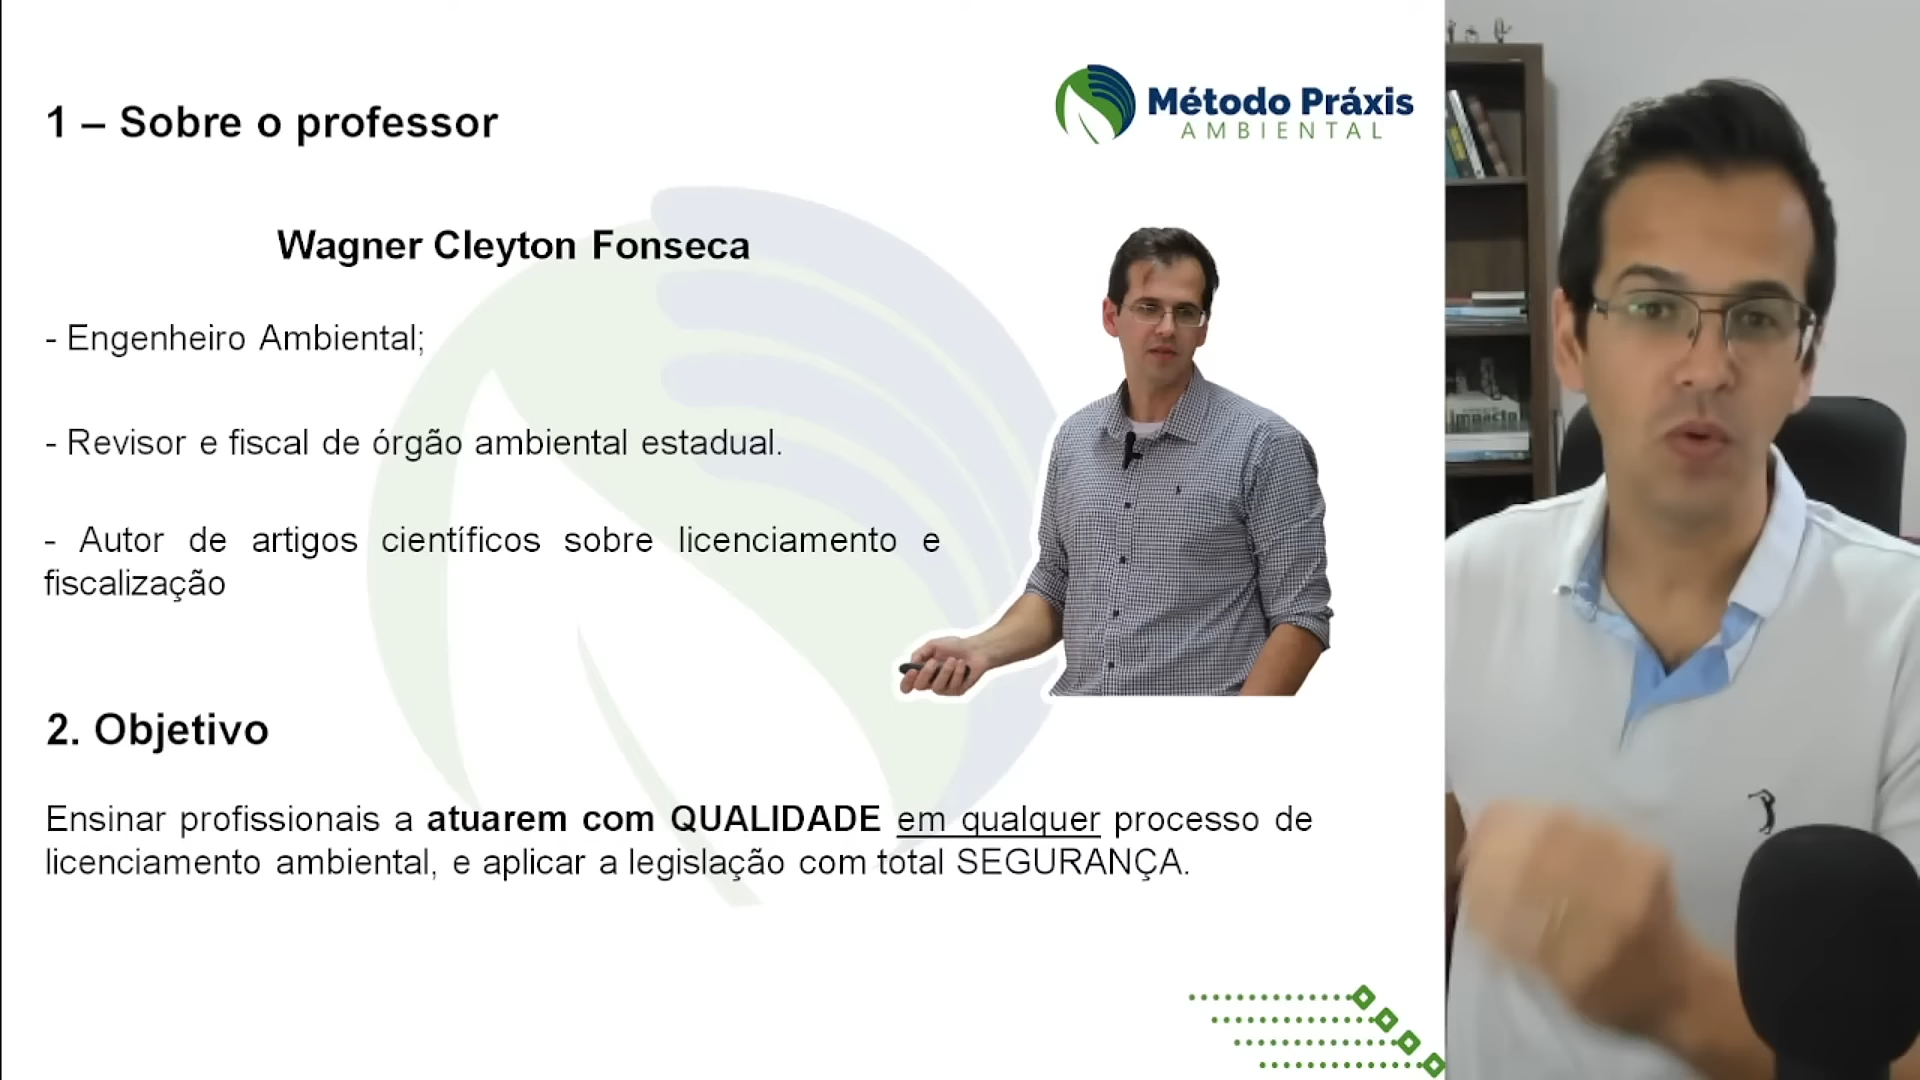 1 – Sobre o professor
Método Práxis
AMBIENTAL
Wagner Cleyton Fonseca
- Engenheiro Ambiental;
- Revisor e fiscal de órgão ambiental estadual.
- Autor de artigos científicos sobre licenciamento e
fiscalização
2. Objetivo
Ensinar profissionais a atuarem com QUALIDADE em qualquer processo de
licenciamento ambiental, e aplicar a legislação com total SEGURANÇA.
Impacto